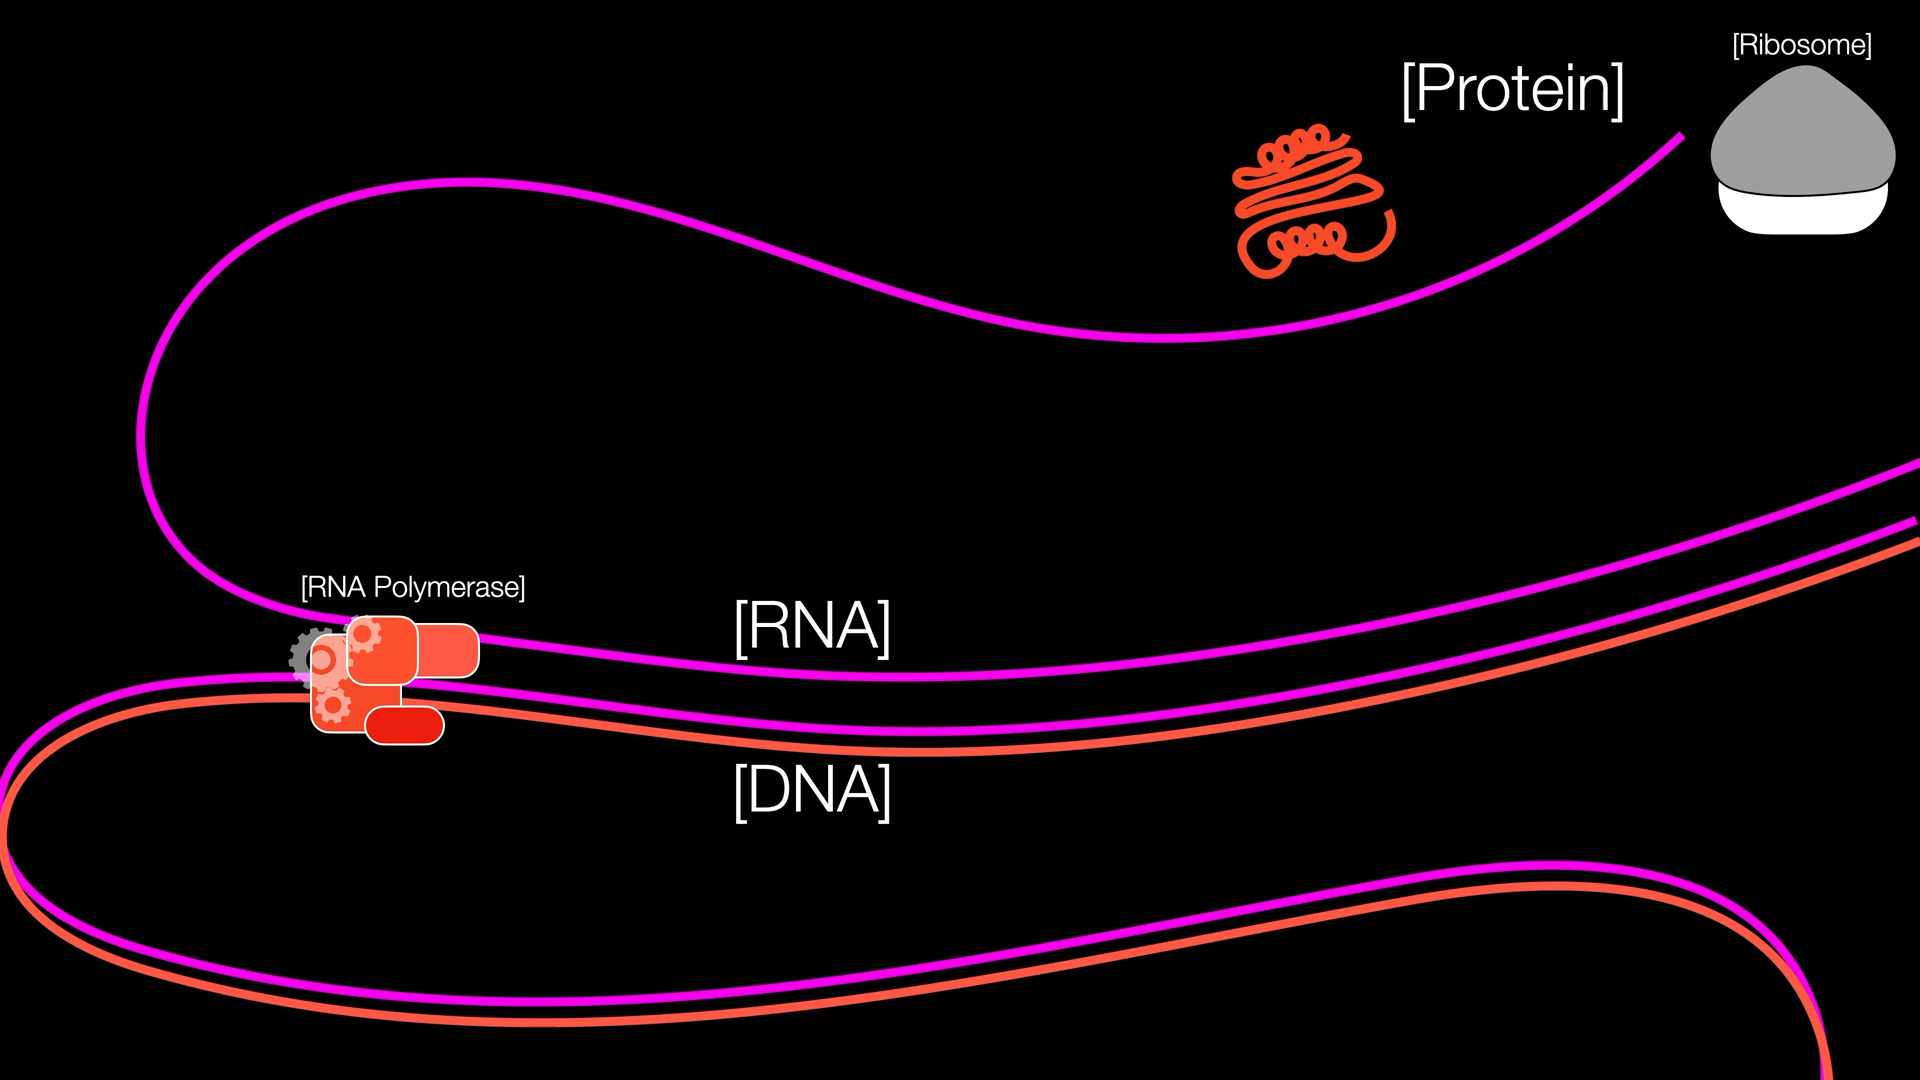 [Ribosome]
[Protein]
[RNA Polymerase]
[RNA]
[DNA]